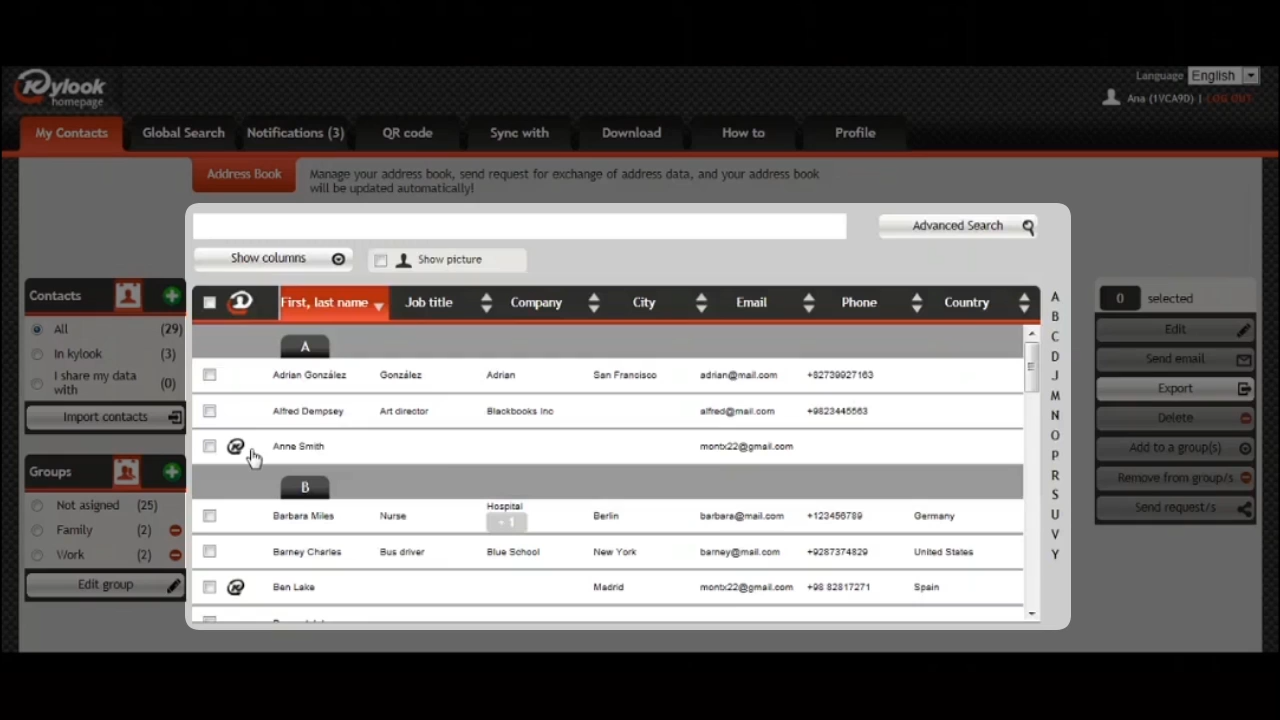 Language English
Kylook
homepage
Ana (1VCA9D) | LOG OUT
My Contacts Global Search Notifications (3) QR code Sync with Download How to Profile
Address Book
Manage your address book, send request for exchange of address data, and your address book
will be updated automatically!
Advanced Search
Show columns Show picture
Contacts
All (29)
In kylook (3)
I share my data
with (0)
Import contacts
Groups
Not asigned (25)
Family (2)
Work (2)
Edit group
First, last name Job title Company City Email Phone Country
A
Adrian González González Adrian San Francisco adrian@mail.com +82739927163
Alfred Dempsey Art director Blackbooks Inc alfred@mail.com +9823445563
Anne Smith montx22@gmail.com
B
Barbara Miles Nurse Hospital Berlin barbara@mail.com +123456789 Germany
+ 1
Barney Charles Bus driver Blue School New York barney@mail.com +9287374829 United States
Ben Lake Madrid montx22@gmail.com +98 82817271 Spain
A
B
C
D
J
M
N
O
P
R
S
U
V
Y
0 selected
Edit
Send email
Export
Delete
Add to a group(s)
Remove from group/s
Send request/s